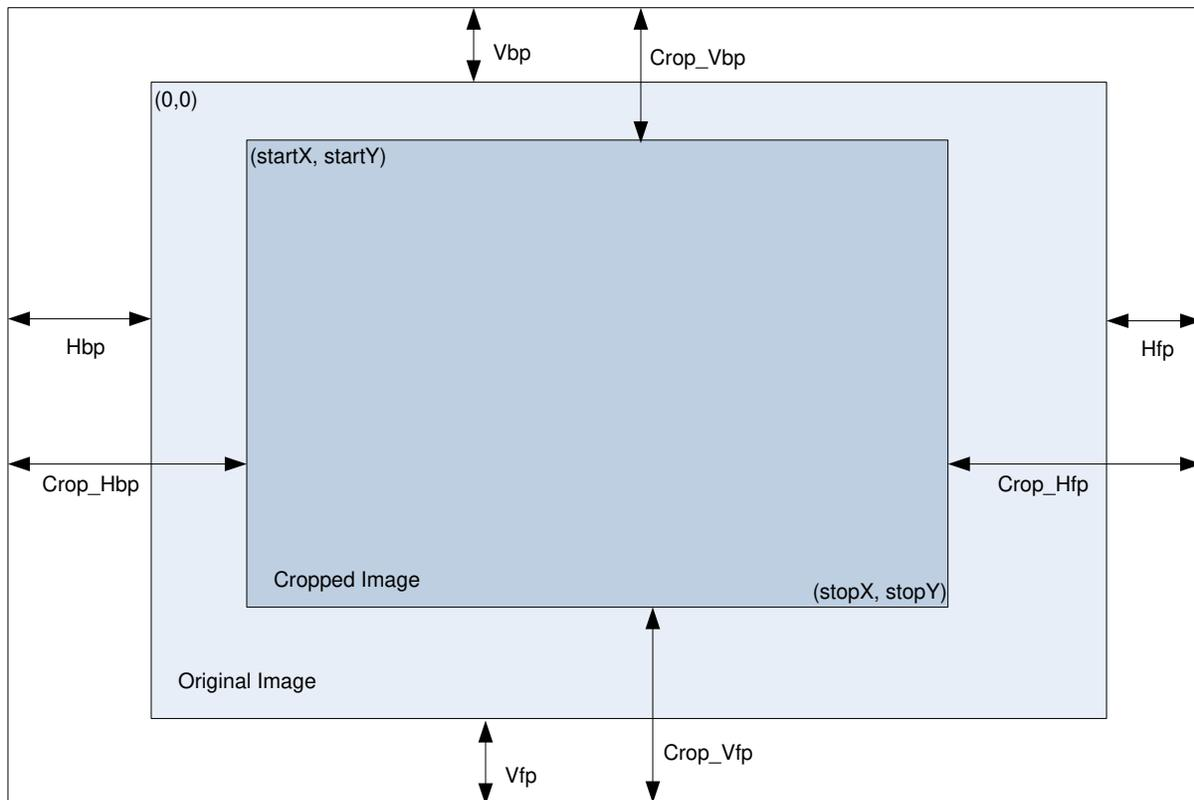 Vbp
Crop_Vbp
(0,0)
(startX, startY)
Hbp
Hfp
Crop_Hbp
Crop_Hfp
Cropped Image
(stopX, stopY)
Original Image
Crop_Vfp
Vfp